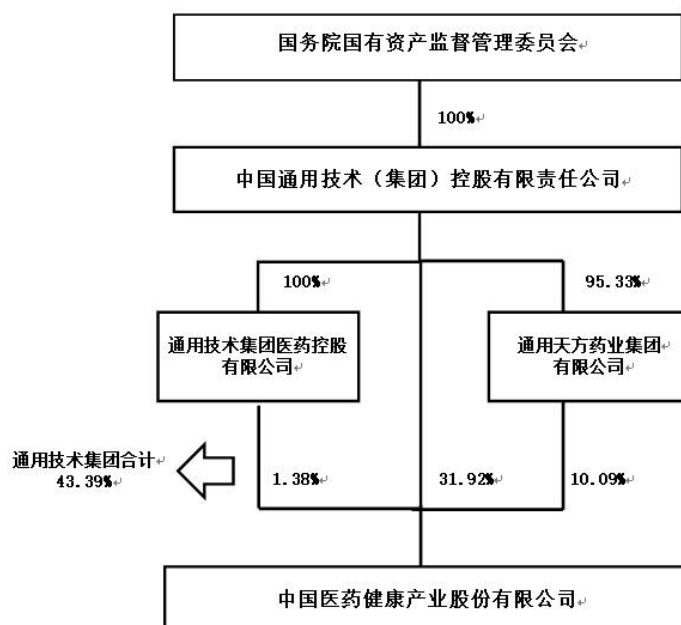 国务院国有资产监督管理委员会
100%
中国通用技术（集团）控股有限责任公司
100%
95.33%
通用技术集团医药控股
有限公司
通用天方药业集团
有限公司
通用技术集团合计
43.39%
1.38%
31.92%
10.09%
中国医药健康产业股份有限公司